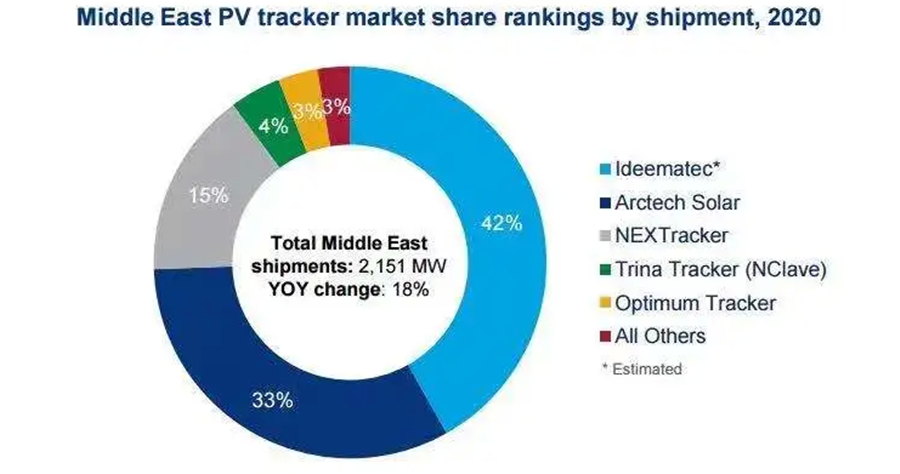 Middle East PV tracker market share rankings by shipment, 2020
3%
3%
4%
15%
42%
33%
Total Middle East
shipments: 2,151 MW
YOY change: 18%
Ideematec*
Arctech Solar
NEXTracker
Trina Tracker (NClave)
Optimum Tracker
All Others
* Estimated